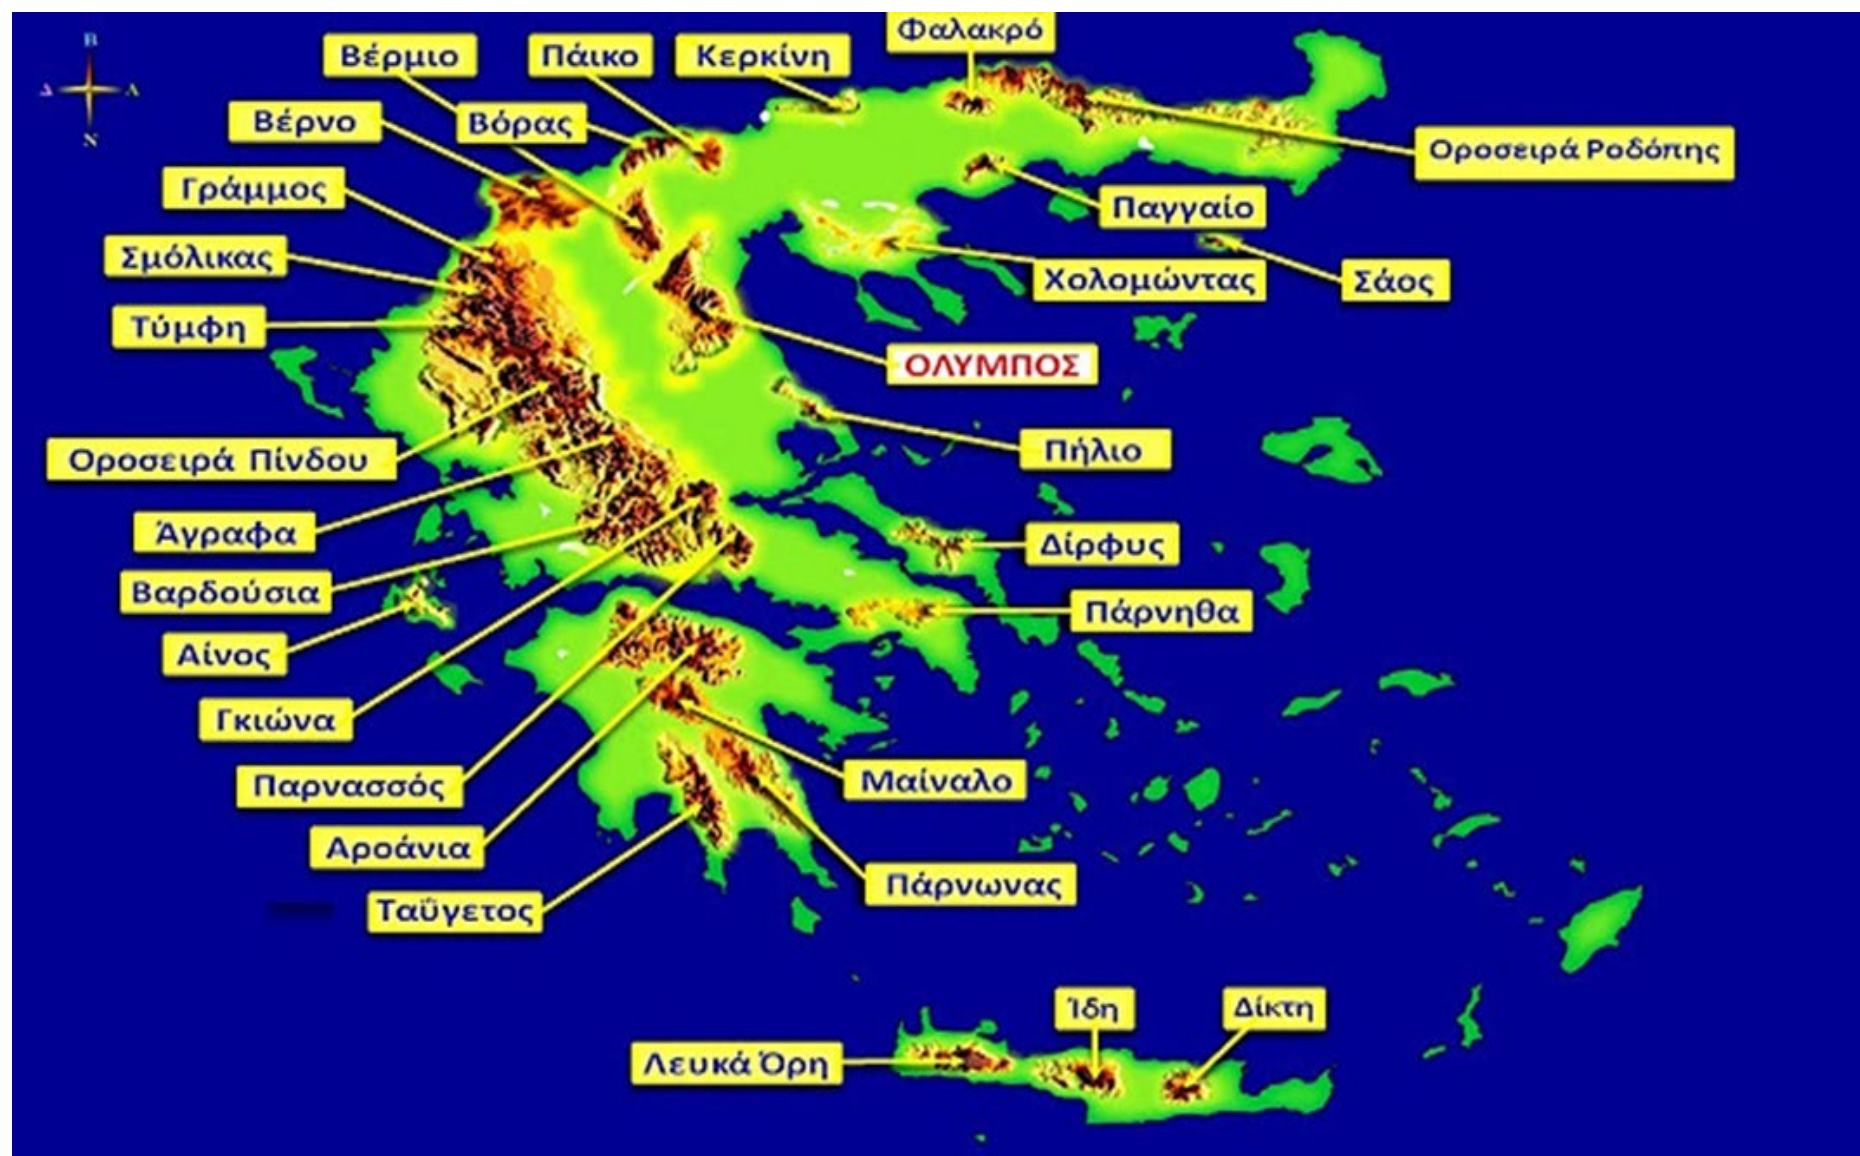 Φαλακρό
Βέρμιο
Πάικο
Κερκίνη
Β
Δ
Α
Ν
Βέρνο
Βόρας
Οροσειρά Ροδόπης
Γράμμος
Παγγαίο
Σμόλικας
Χολομώντας
Σάος
Τύμφη
ΟΛΥΜΠΟΣ
Οροσειρά Πίνδου
Πήλιο
Άγραφα
Δίρφυς
Βαρδούσια
Πάρνηθα
Αίνος
Γκιώνα
Παρνασσός
Μαίναλο
Αροάνια
Πάρνωνας
Ταΰγετος
Ίδη
Δίκτη
Λευκά Όρη